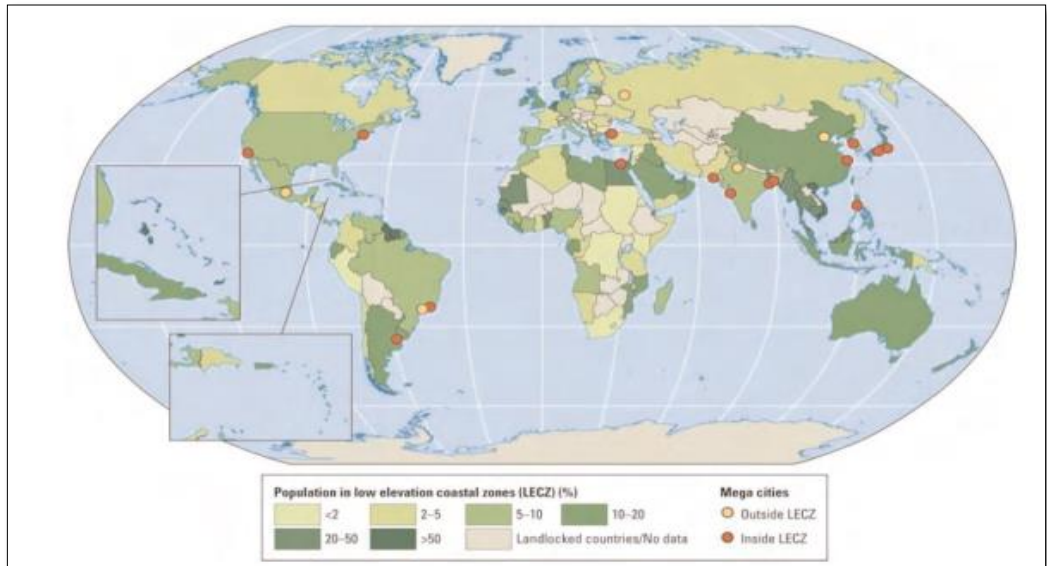 Population in low elevation coastal zones (LECZ) (%)
<2
2–5
5–10
10–20
20–50
>50
Landlocked countries/No data
Mega cities
Outside LECZ
Inside LECZ